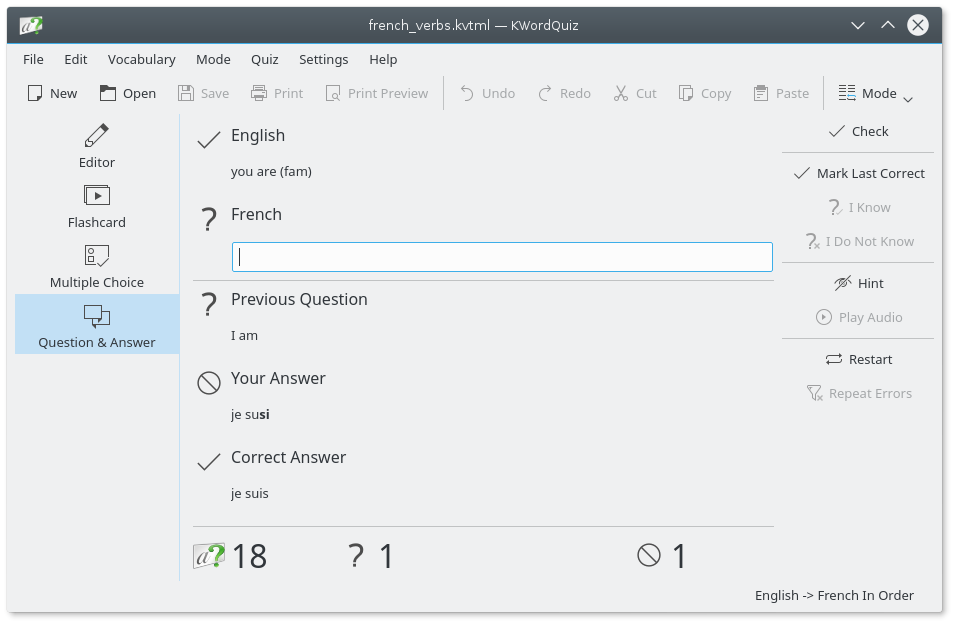 french_verbs.kvtml — KWordQuiz
File Edit Vocabulary Mode Quiz Settings Help
New Open Save Print Print Preview Undo Redo Cut Copy Paste Mode
Editor
Flashcard
Multiple Choice
Question & Answer
English
you are (fam)
French
Previous Question
I am
Your Answer
je susi
Correct Answer
je suis
a? 18 ? 1 1
Check
Mark Last Correct
I Know
I Do Not Know
Hint
Play Audio
Restart
Repeat Errors
English -> French In Order